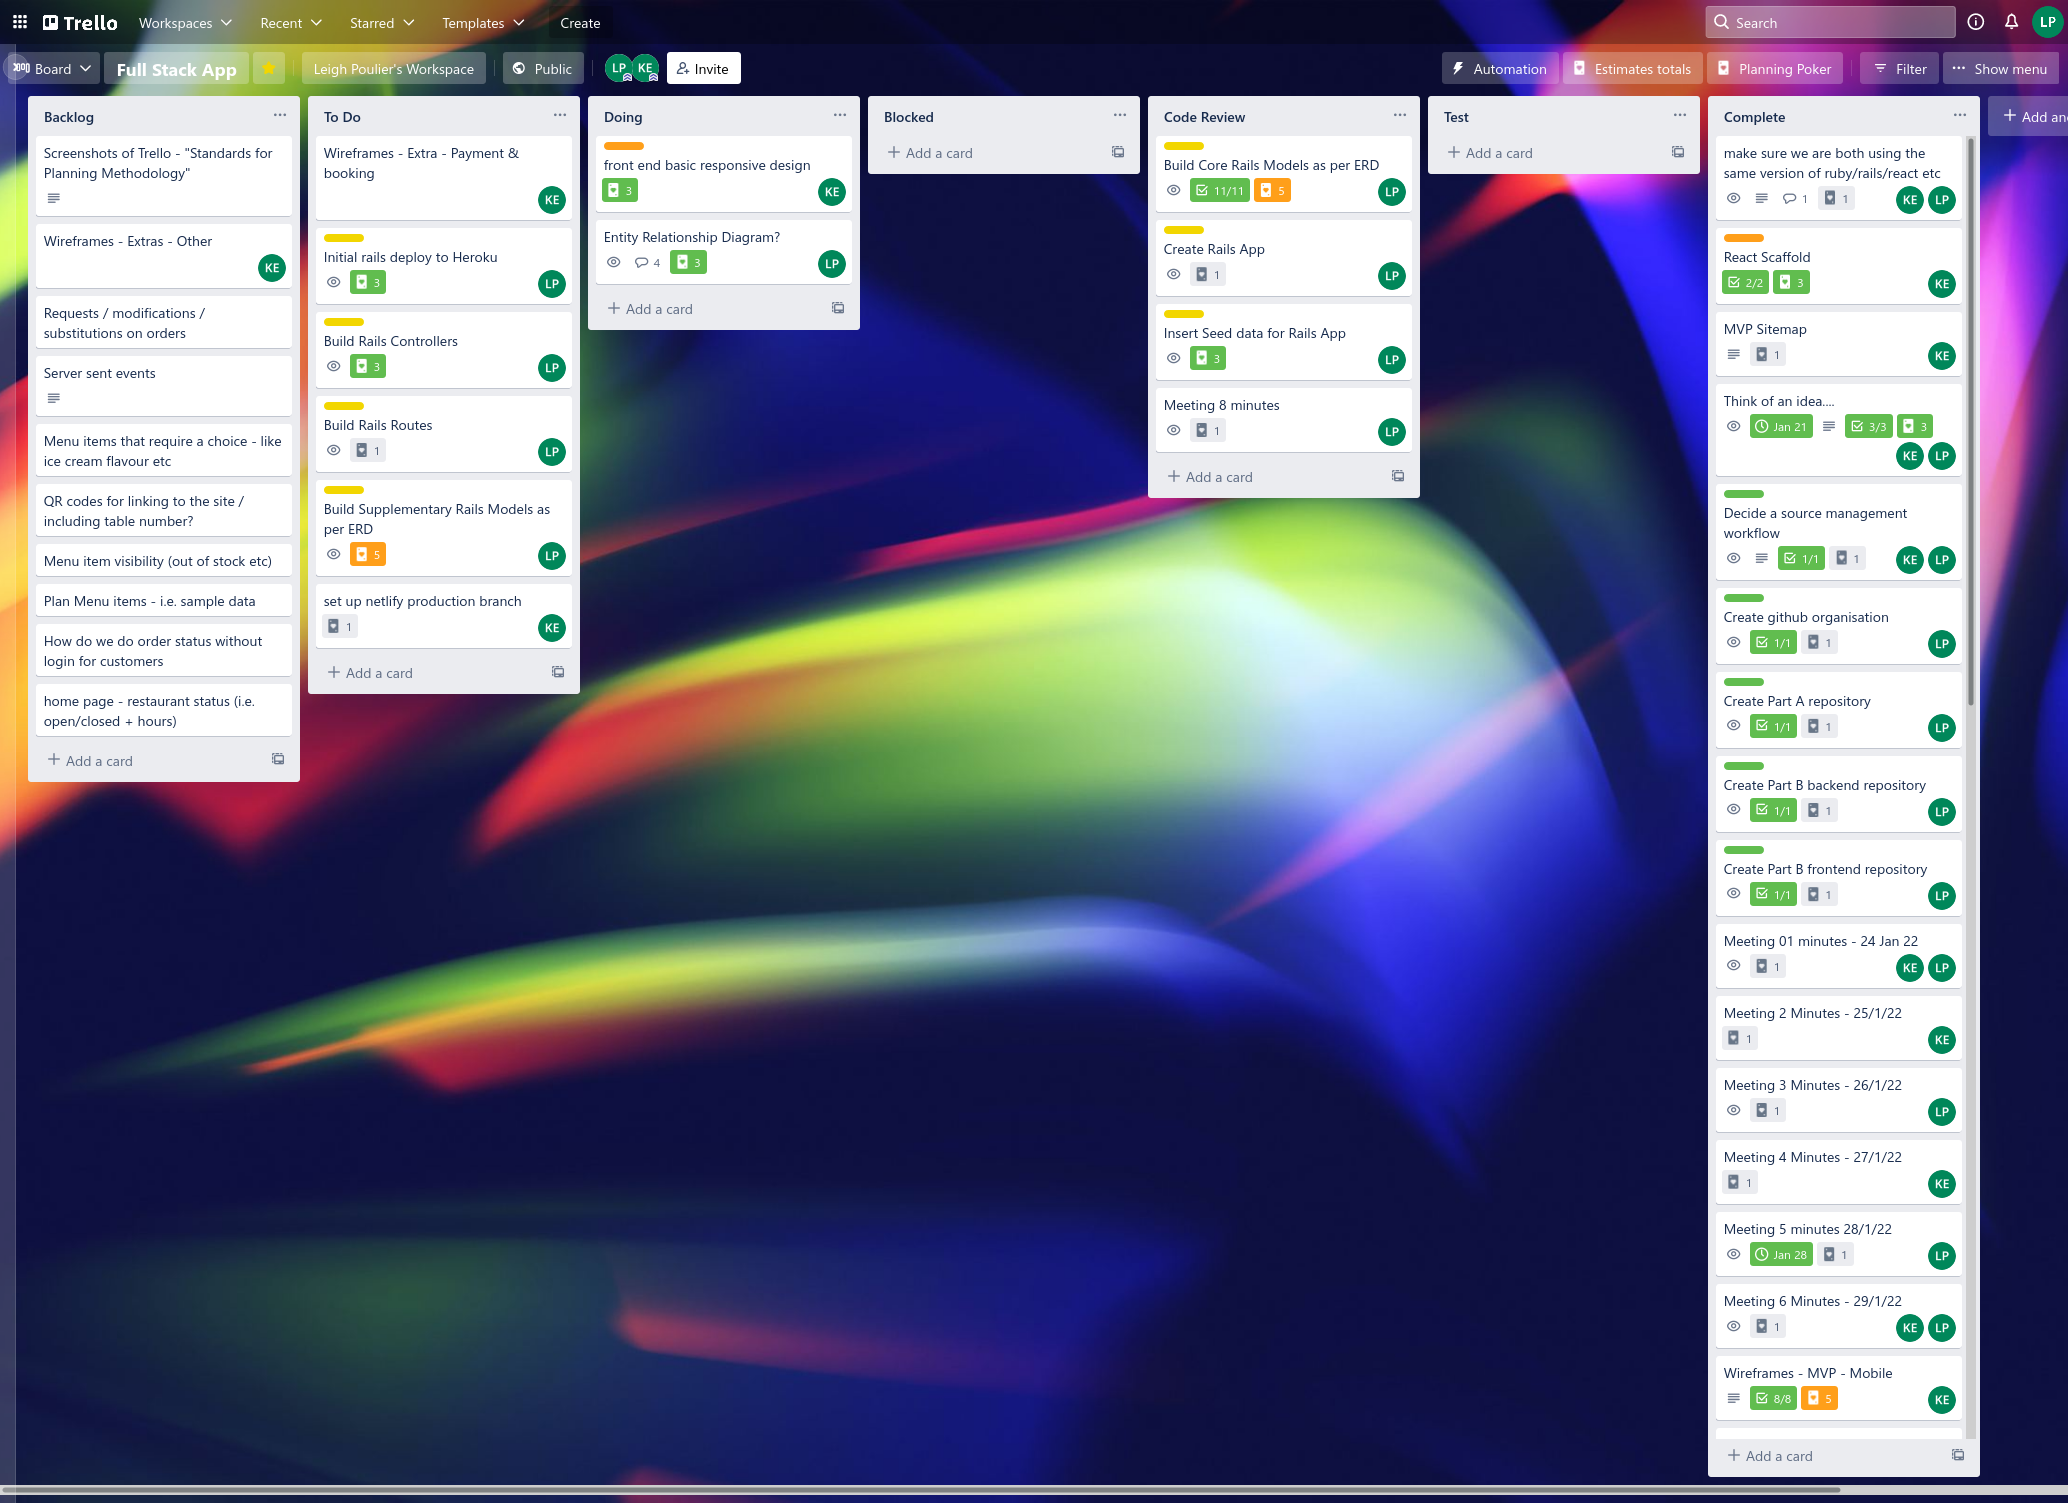 Trello
Workspaces
Recent
Starred
Templates
Create
Search
LP
Board
Full Stack App
Leigh Poulier's Workspace
Public
LP
KE
Invite
Automation
Estimates totals
Planning Poker
Filter
Show menu
Backlog
Screenshots of Trello - "Standards for
Planning Methodology"
Wireframes - Extras - Other
KE
Requests / modifications /
substitutions on orders
Server sent events
Menu items that require a choice - like
ice cream flavour etc
QR codes for linking to the site /
including table number?
Menu item visibility (out of stock etc)
Plan Menu items - i.e. sample data
How do we do order status without
login for customers
home page - restaurant status (i.e.
open/closed + hours)
+ Add a card
To Do
Wireframes - Extra - Payment &
booking
KE
Initial rails deploy to Heroku
3
LP
Build Rails Controllers
3
LP
Build Rails Routes
1
LP
Build Supplementary Rails Models as
per ERD
5
LP
set up netlify production branch
1
KE
+ Add a card
Doing
front end basic responsive design
3
KE
Entity Relationship Diagram?
4
3
LP
+ Add a card
Blocked
+ Add a card
Code Review
Build Core Rails Models as per ERD
11/11
5
LP
Create Rails App
1
LP
Insert Seed data for Rails App
3
LP
Meeting 8 minutes
1
LP
+ Add a card
Test
+ Add a card
Complete
make sure we are both using the
same version of ruby/rails/react etc
1
1
KE
LP
React Scaffold
2/2
3
KE
MVP Sitemap
1
KE
Think of an idea....
Jan 21
3/3
3
KE
LP
Decide a source management
workflow
1/1
1
KE
LP
Create github organisation
1/1
1
LP
Create Part A repository
1/1
1
LP
Create Part B backend repository
1/1
1
LP
Create Part B frontend repository
1/1
1
LP
Meeting 01 minutes - 24 Jan 22
1
KE
LP
Meeting 2 Minutes - 25/1/22
1
KE
Meeting 3 Minutes - 26/1/22
1
LP
Meeting 4 Minutes - 27/1/22
1
KE
Meeting 5 minutes 28/1/22
Jan 28
1
LP
Meeting 6 Minutes - 29/1/22
1
KE
LP
Wireframes - MVP - Mobile
8/8
5
KE
+ Add a card
+ Add an